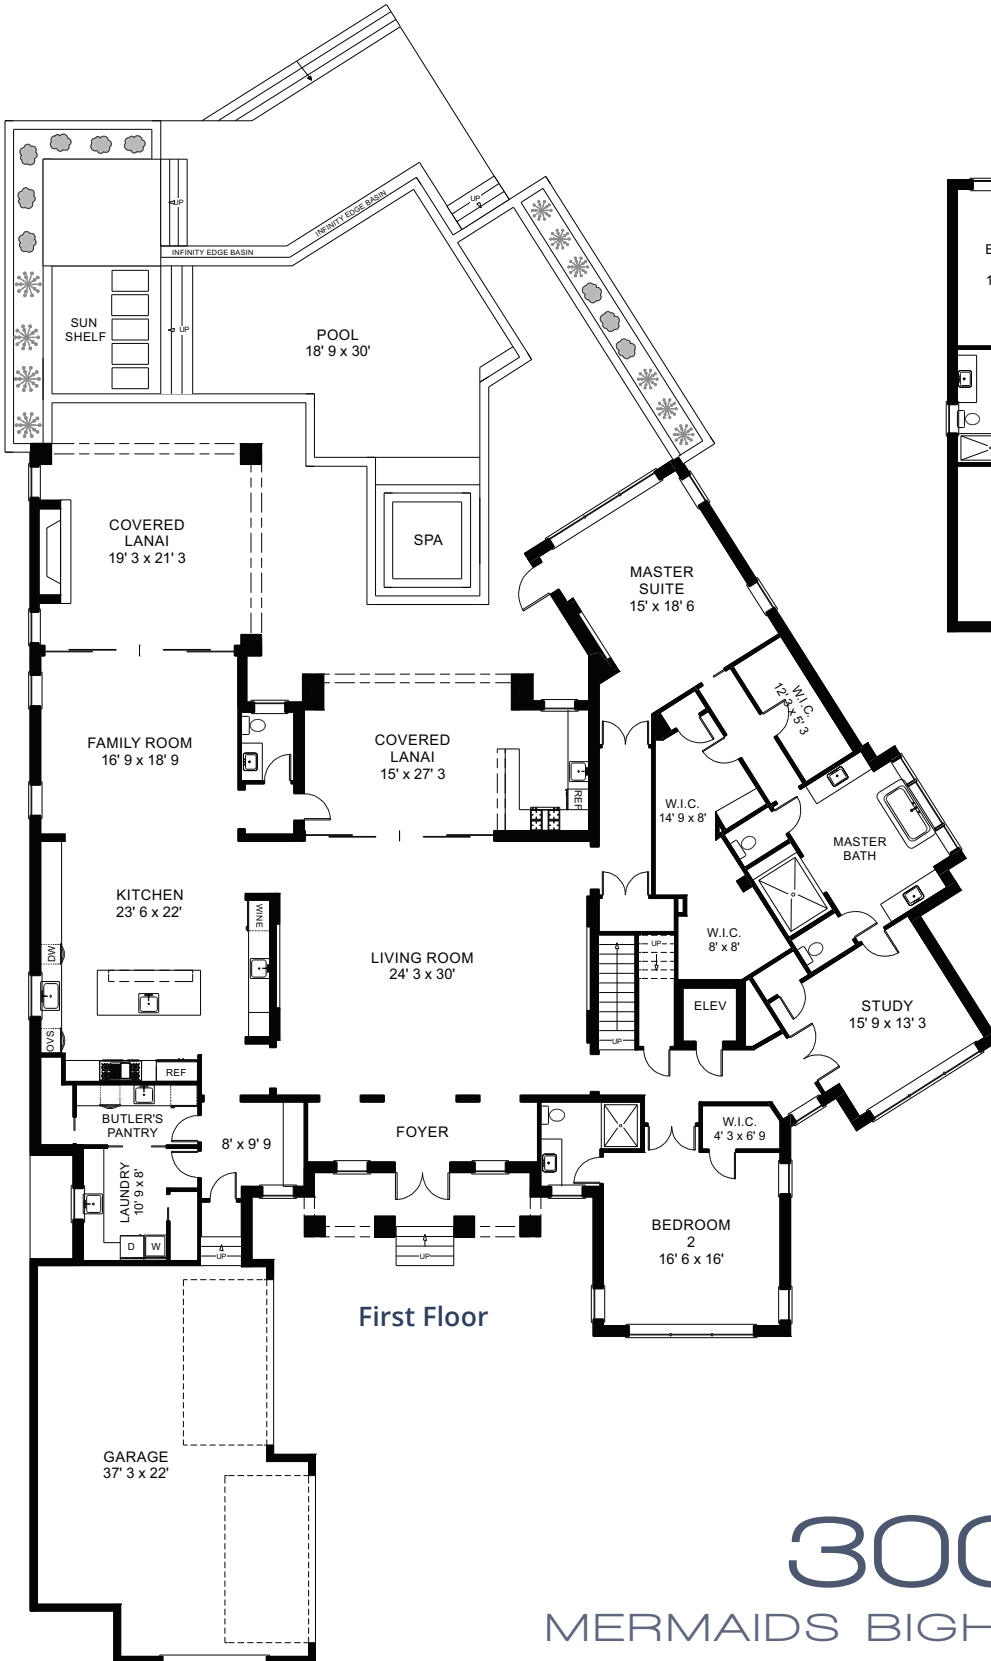 UP
UP
INFINITY EDGE BASIN
INFINITY EDGE BASIN
SUN
SHELF
UP
POOL
18' 9 x 30'
COVERED
LANAI
19' 3 x 21' 3
SPA
MASTER
SUITE
15' x 18' 6
W.I.C.
12' 3 x 5' 3
FAMILY ROOM
16' 9 x 18' 9
COVERED
LANAI
15' x 27' 3
REF
W.I.C.
14' 9 x 8'
MASTER
BATH
KITCHEN
23' 6 x 22'
WINE
DW
LIVING ROOM
24' 3 x 30'
W.I.C.
8' x 8'
UP
UP
ELEV
STUDY
15' 9 x 13' 3
OVS
REF
BUTLER'S
PANTRY
8' x 9' 9
FOYER
W.I.C.
4' 3 x 6' 9
LAUNDRY
10' 9 x 8'
D
W
UP
UP
BEDROOM
2
16' 6 x 16'
First Floor
GARAGE
37' 3 x 22'
300
MERMAIDS BIGH